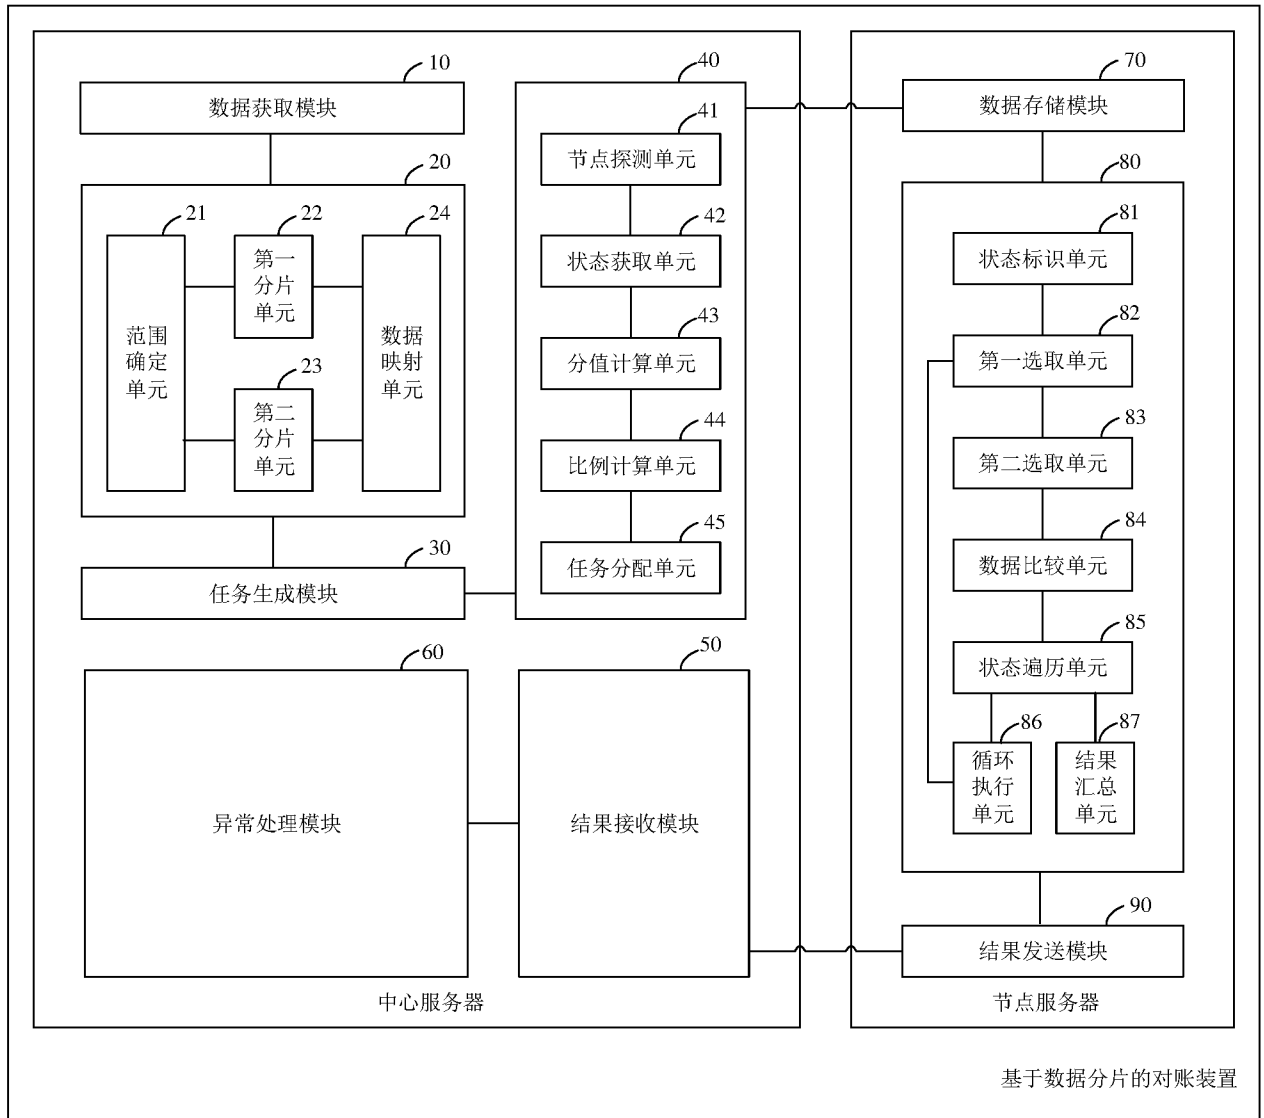 10
数据获取模块
20
21
22
24
范围
确定
单元
第一
分片
单元
23
第二
分片
单元
数据
映射
单元
30
任务生成模块
40
41
节点探测单元
42
状态获取单元
43
分值计算单元
44
比例计算单元
45
任务分配单元
60
异常处理模块
50
结果接收模块
中心服务器
70
数据存储模块
80
81
状态标识单元
82
第一选取单元
83
第二选取单元
84
数据比较单元
85
状态遍历单元
86
循环
执行
单元
87
结果
汇总
单元
90
结果发送模块
节点服务器
基于数据分片的对账装置